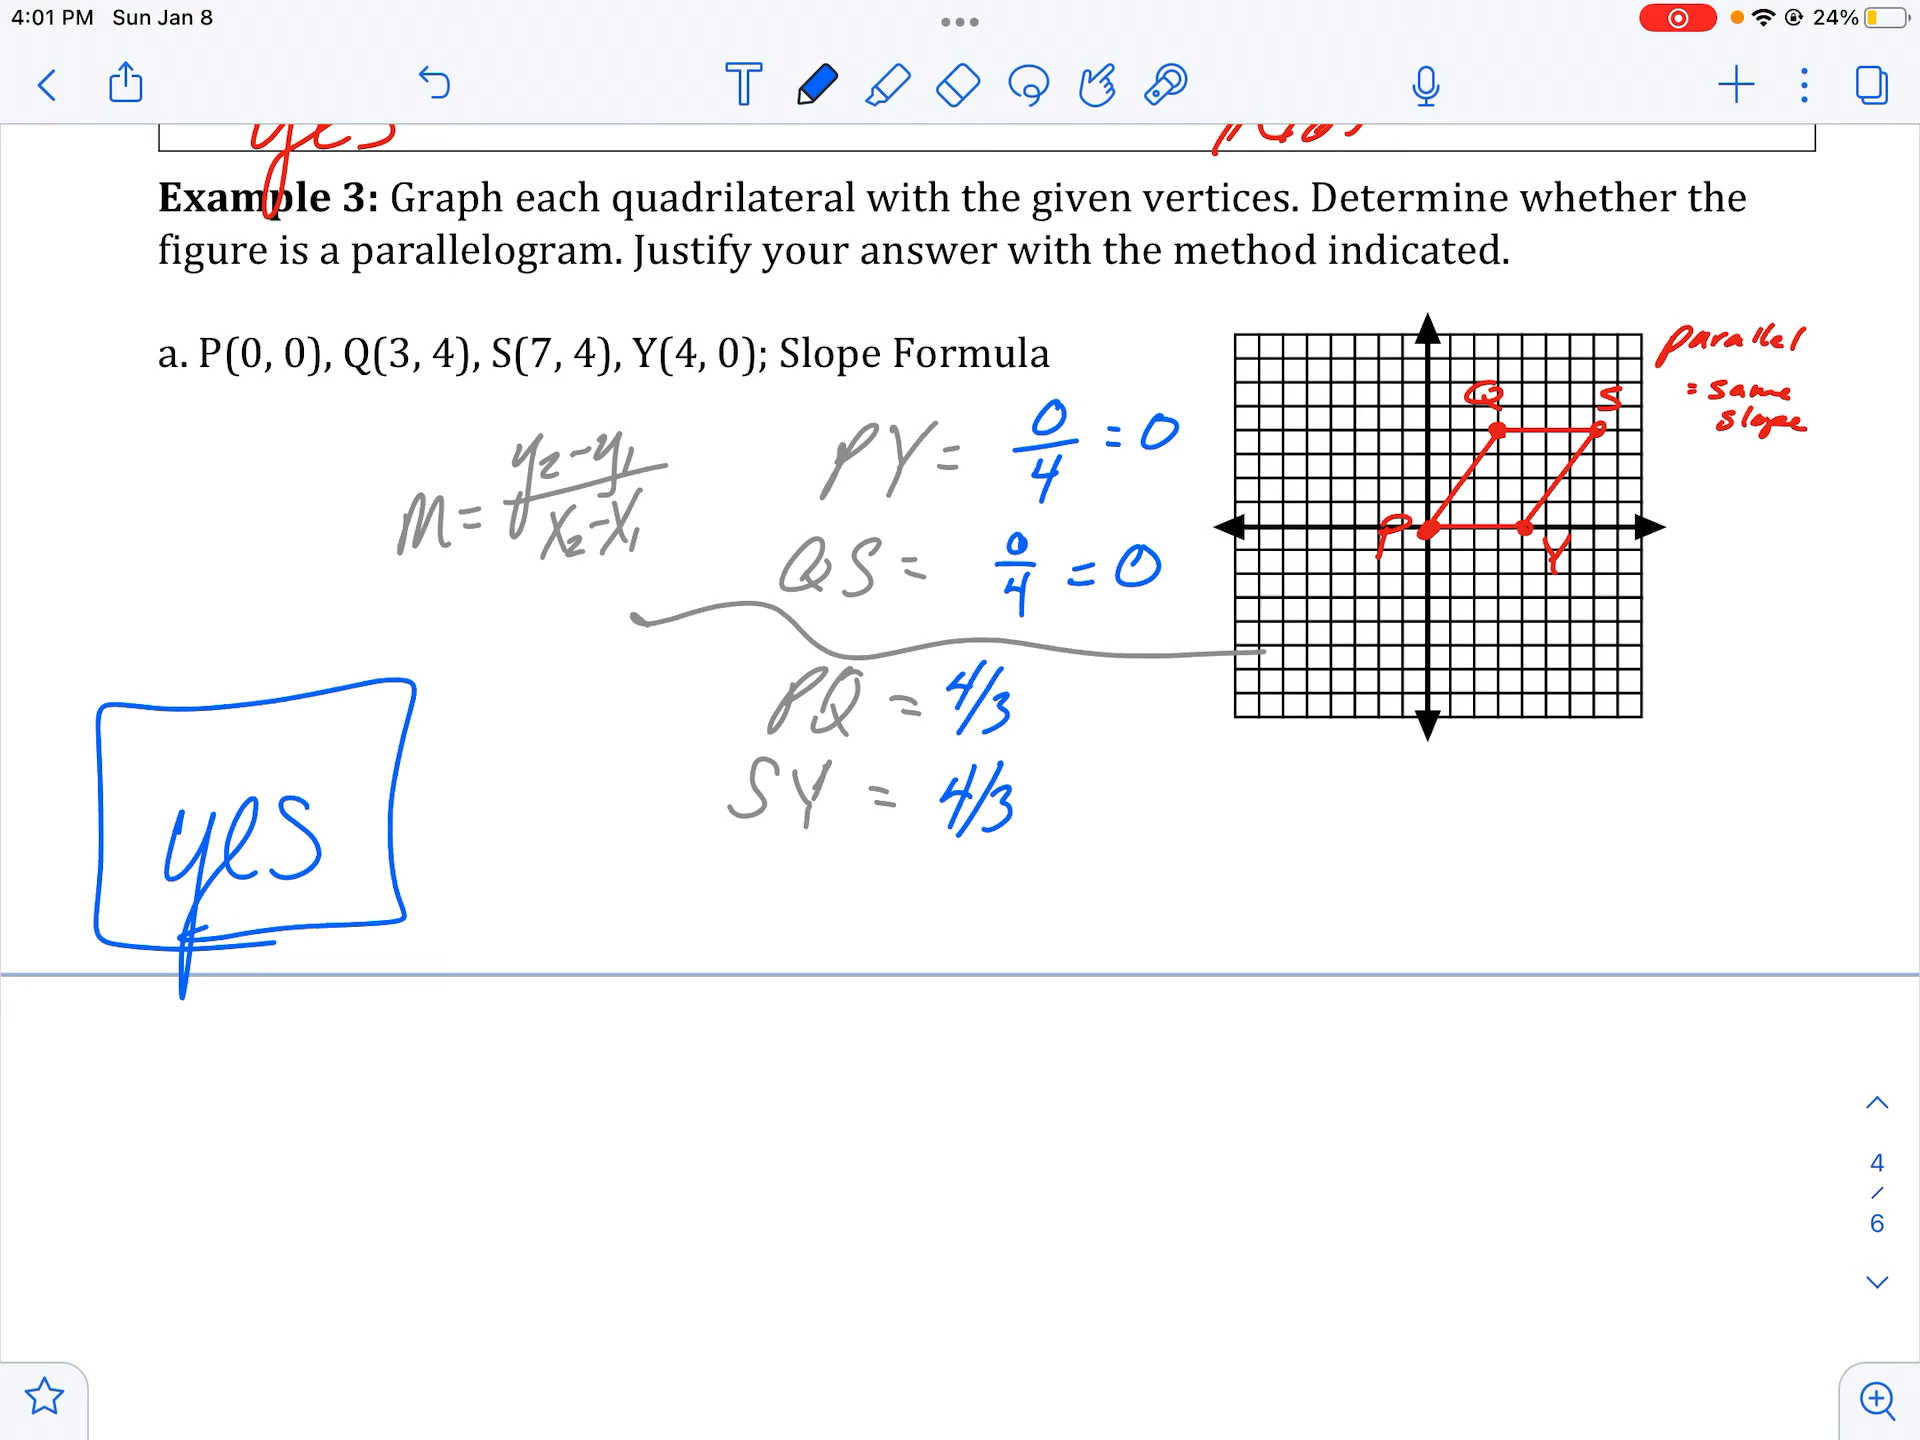 4:01 PM Sun Jan 8
24%
T
yes
Example 3: Graph each quadrilateral with the given vertices. Determine whether the
figure is a parallelogram. Justify your answer with the method indicated.
a. P(0, 0), Q(3, 4), S(7, 4), Y(4, 0); Slope Formula
parallel
= same
slope
Q S
P Y
M = y₂-y₁ / x₂-x₁
PY = 0/4 = 0
QS = 0/4 = 0
PQ = 4/3
SY = 4/3
yes
4
/
6